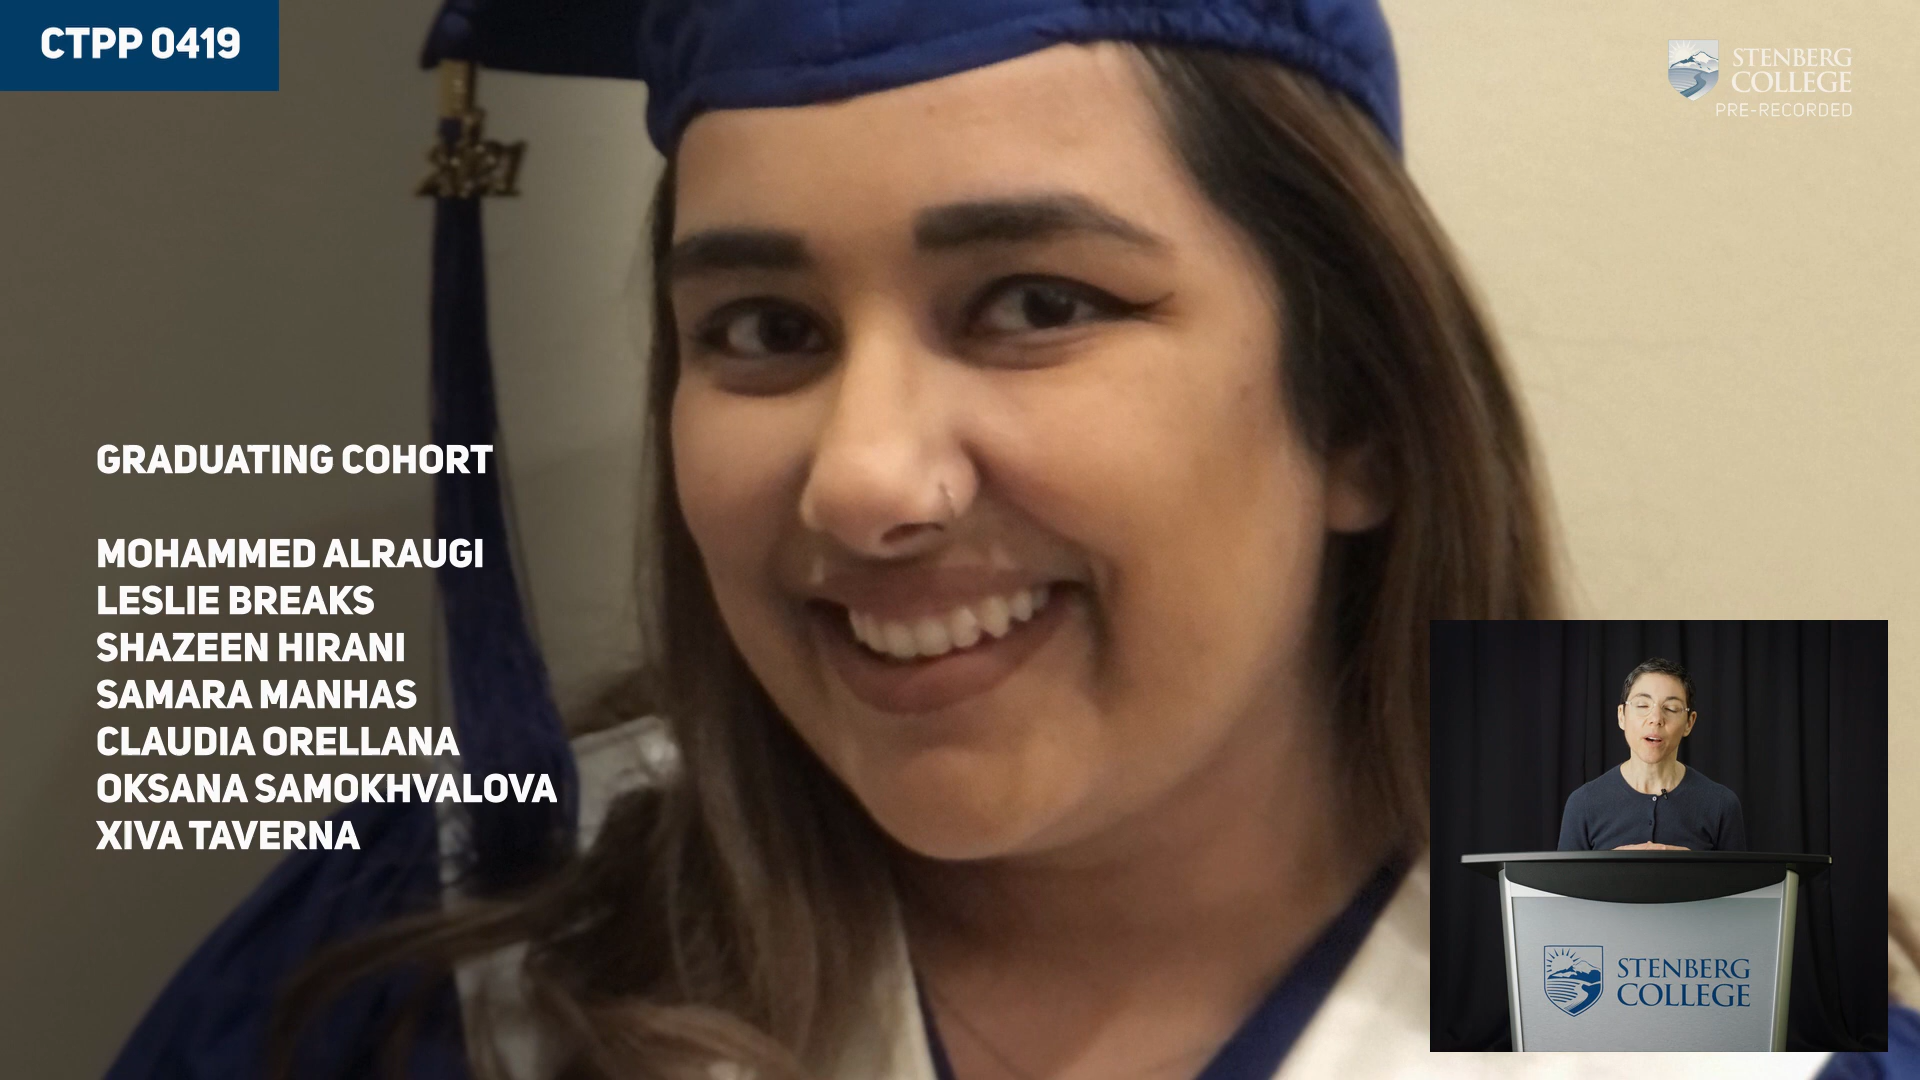 CTPP 0419
STENBERG
COLLEGE
PRE-RECORDED
2021
GRADUATING COHORT
MOHAMMED ALRAUGI
LESLIE BREAKS
SHAZEEN HIRANI
SAMARA MANHAS
CLAUDIA ORELLANA
OKSANA SAMOKHVALOVA
XIVA TAVERNA
STENBERG
COLLEGE